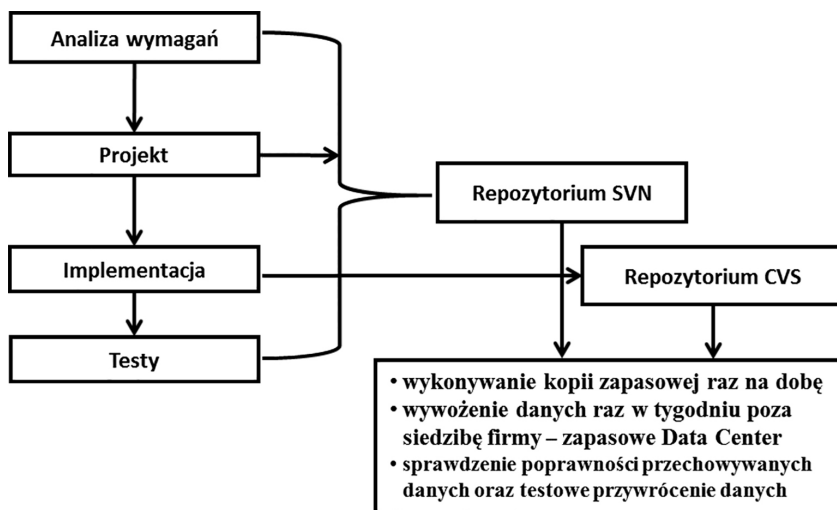 Analiza wymagań
Projekt
Repozytorium SVN
Implementacja
Repozytorium CVS
Testy
• wykonywanie kopii zapasowej raz na dobę
• wywożenie danych raz w tygodniu poza
siedzibę firmy – zapasowe Data Center
• sprawdzenie poprawności przechowywanych
danych oraz testowe przywrócenie danych